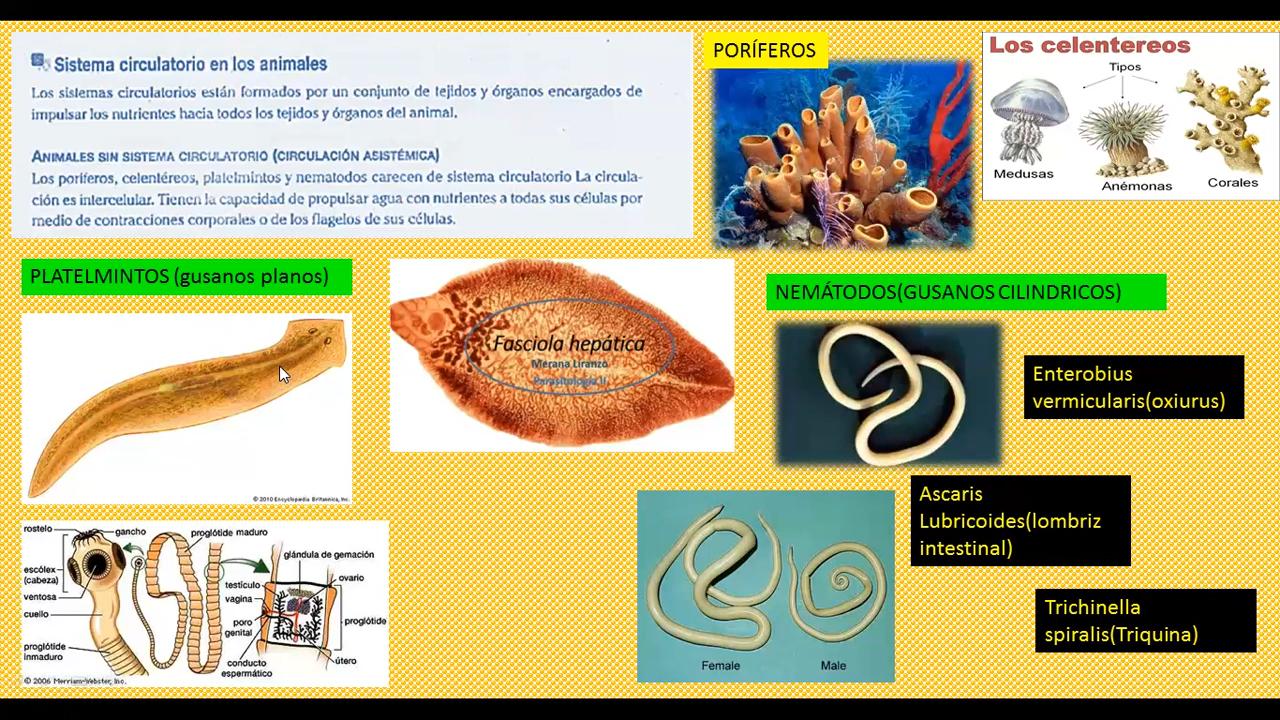 Sistema circulatorio en los animales
Los sistemas circulatorios están formados por un conjunto de tejidos y órganos encargados de
impulsar los nutrientes hacia todos los tejidos y órganos del animal.
ANIMALES SIN SISTEMA CIRCULATORIO (CIRCULACIÓN ASISTÉMICA)
Los poríferos, celentéreos, platelmintos y nematodos carecen de sistema circulatorio La circula-
ción es intercelular. Tienen la capacidad de propulsar agua con nutrientes a todas sus células por
medio de contracciones corporales o de los flagelos de sus células.
PORÍFEROS
Los celentereos
Tipos
Medusas
Anémonas
Corales
PLATELMINTOS (gusanos planos)
© 2010 Encyclopædia Britannica, Inc.
Fasciola hepática
Merana Liranzo
Parasitología II
NEMÁTODOS(GUSANOS CILINDRICOS)
Enterobius
vermicularis(oxiurus)
Ascaris
Lubricoides(lombriz
intestinal)
Trichinella
spiralis(Triquina)
rostelo
gancho
proglótide maduro
escólex
(cabeza)
ventosa
cuello
proglótide
inmaduro
glándula de gemación
testículo
ovario
vagina
poro
genital
proglótide
conducto
espermático
útero
© 2006 Merriam-Webster, Inc.
Female
Male